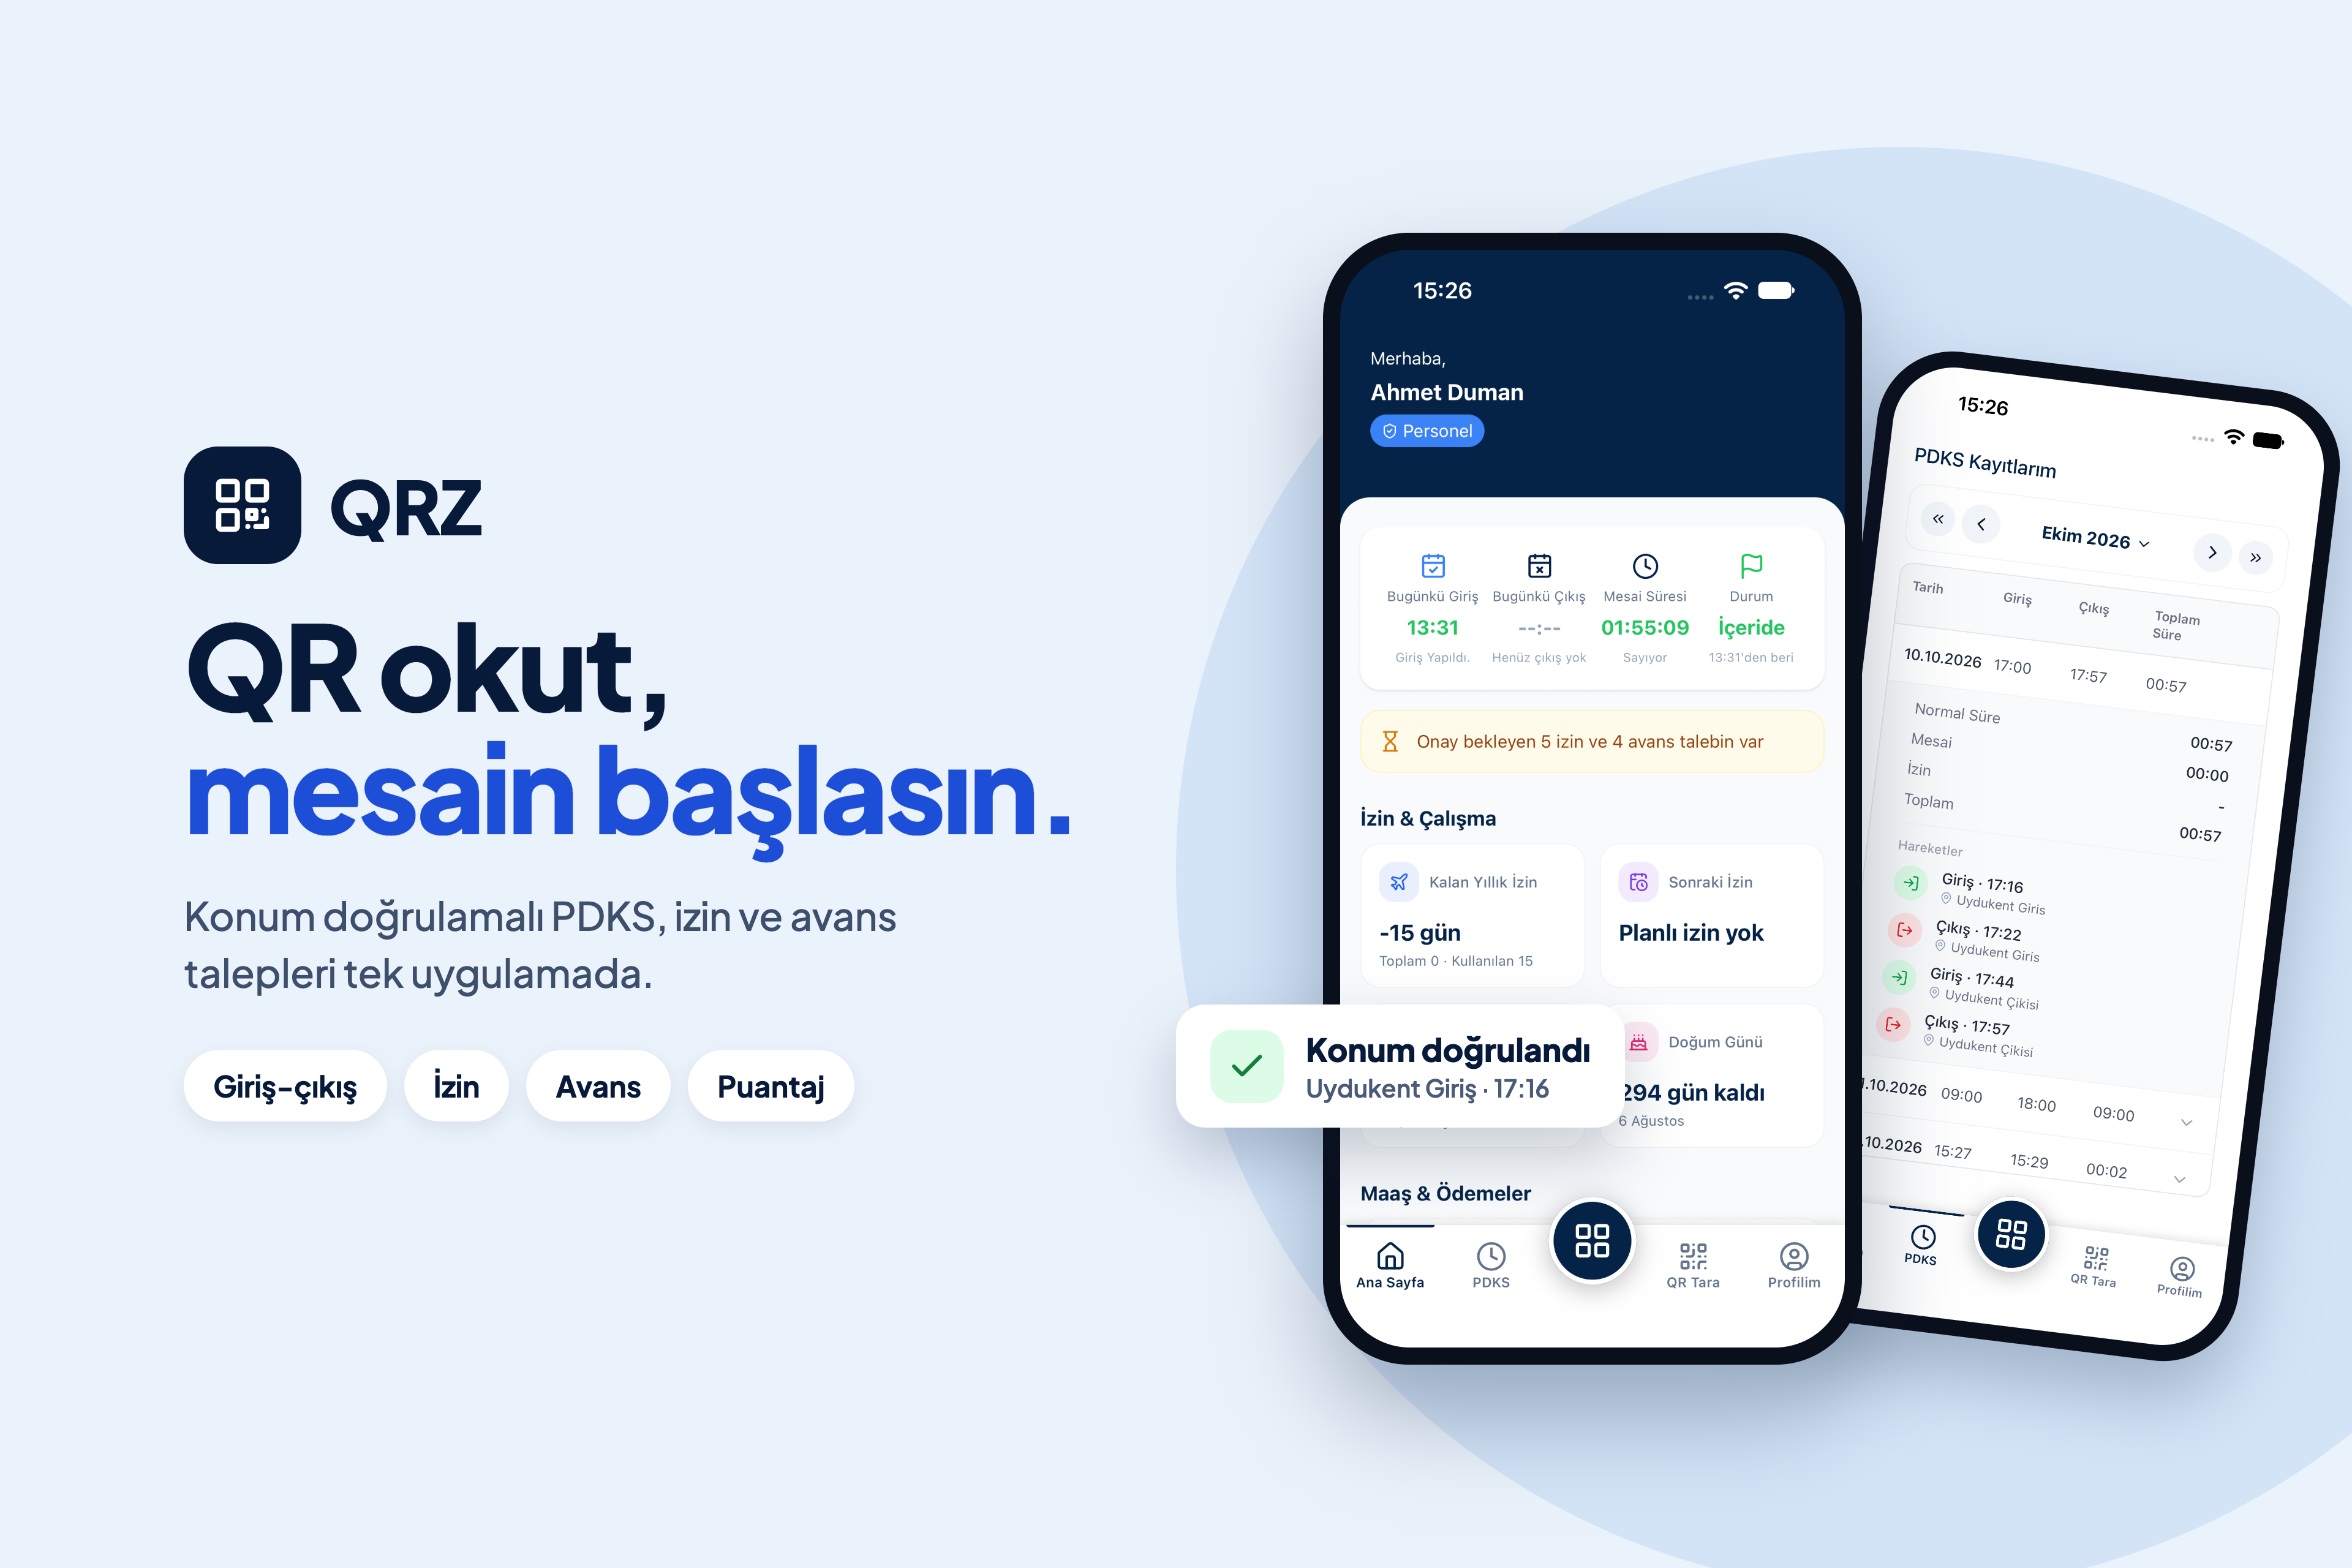 QRZ
QR okut,
mesain başlasın.
Konum doğrulamalı PDKS, izin ve avans
talepleri tek uygulamada.
Giriş-çıkış İzin Avans Puantaj
15:26
Merhaba,
Ahmet Duman
Personel
Bugünkü Giriş Bugünkü Çıkış Mesai Süresi Durum
13:31 --:-- 01:55:09 İçeride
Giriş Yapıldı. Henüz çıkış yok Sayıyor 13:31'den beri
Onay bekleyen 5 izin ve 4 avans talebin var
İzin & Çalışma
Kalan Yıllık İzin Sonraki İzin
-15 gün Planlı izin yok
Toplam 0 · Kullanılan 15
Konum doğrulandı
Uydukent Giriş · 17:16
Doğum Günü
294 gün kaldı
6 Ağustos
Maaş & Ödemeler
Ana Sayfa PDKS QR Tara Profilim
15:26
PDKS Kayıtlarım
Ekim 2026
Tarih Giriş Çıkış Toplam
Süre
10.10.2026 17:00 17:57 00:57
Normal Süre 00:57
Mesai 00:00
İzin -
Toplam 00:57
Hareketler
Giriş · 17:16
Uydukent Giris
Çıkış · 17:22
Uydukent Giris
Giriş · 17:44
Uydukent Çikisi
Çıkış · 17:57
Uydukent Çikisi
.10.2026 09:00 18:00 09:00
.10.2026 15:27 15:29 00:02
PDKS QR Tara Profilim